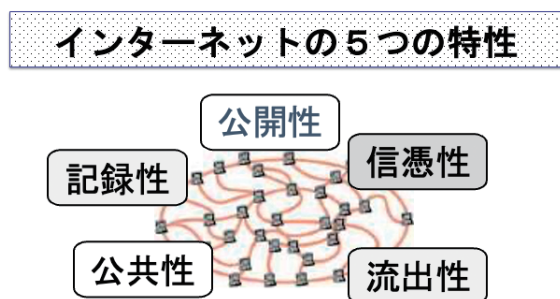 インターネットの５つの特性
公開性
信憑性
記録性
公共性
流出性